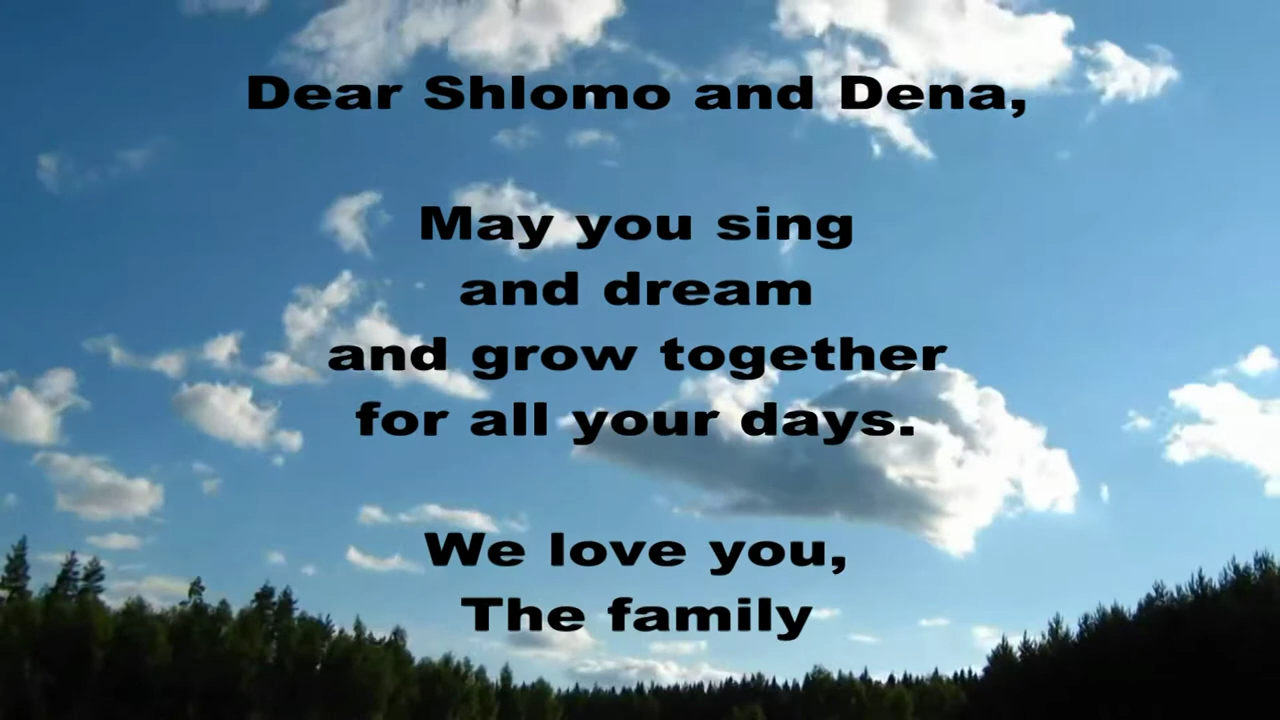 Dear Shlomo and Dena,
May you sing
and dream
and grow together
for all your days.
We love you,
The family